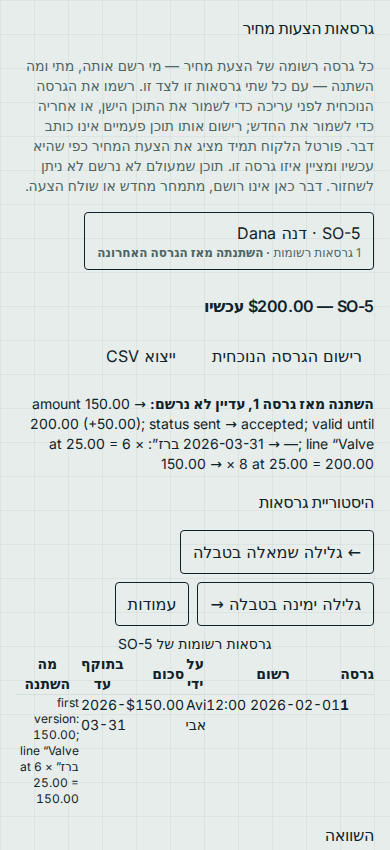 גרסאות הצעות מחיר
כל גרסה רשומה של הצעת מחיר — מי רשם אותה, מתי ומה
השתנה — עם כל שתי גרסאות זו לצד זו. רשמו את הגרסה
הנוכחית לפני עריכה כדי לשמור את התוכן הישן, או אחריה
כדי לשמור את החדש; רישום אותו תוכן פעמיים אינו כותב
דבר. פורטל הלקוח תמיד מציג את הצעת המחיר כפי שהיא
עכשיו ומציין איזו גרסה זו. תוכן שמעולם לא נרשם לא ניתן
לשחזור. דבר כאן אינו רושם, מתמחר מחדש או שולח הצעה.
SO-5 · דנה Dana
1 גרסאות רשומות · השתנתה מאז הגרסה האחרונה
SO-5 — $200.00 עכשיו
רישום הגרסה הנוכחית
ייצוא CSV
השתנה מאז גרסה 1, עדיין לא נרשם: amount 150.00 →
200.00 (+50.00); status sent → accepted; valid until
2026-03-31 → —; line “Valve ברז”: 6 × at 25.00 =
150.00 → 8 × at 25.00 = 200.00
היסטוריית גרסאות
← גלילה שמאלה בטבלה
גלילה ימינה בטבלה →
עמודות
גרסאות רשומות של SO-5
גרסה רשום על ידי סכום בתוקף עד מה השתנה
1 2026-02-01 12:00 Avi אבי $150.00 2026-03-31 first version: 150.00; line “Valve ברז” 6 × at 25.00 = 150.00
השוואה